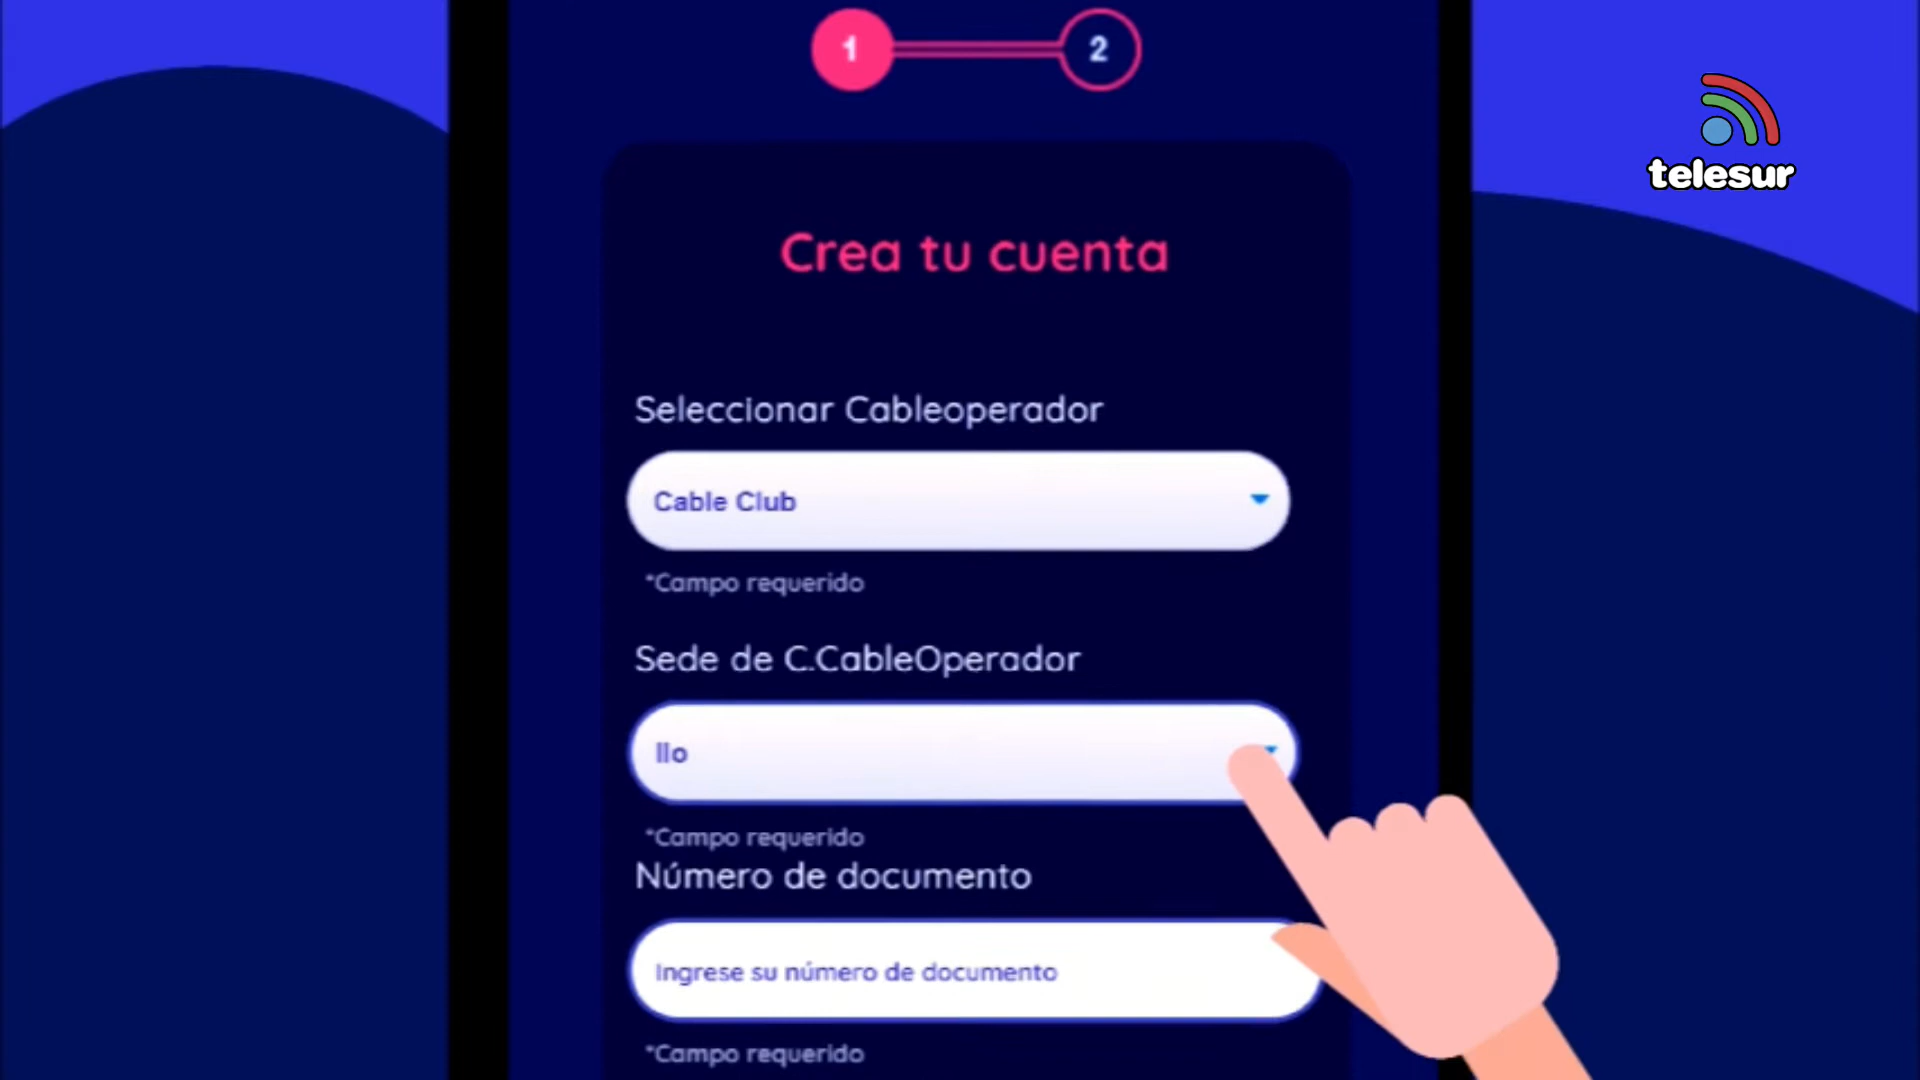 1
2
telesur
Crea tu cuenta
Seleccionar Cableoperador
Cable Club
*Campo requerido
Sede de C.CableOperador
Ilo
*Campo requerido
Número de documento
Ingrese su número de documento
*Campo requerido